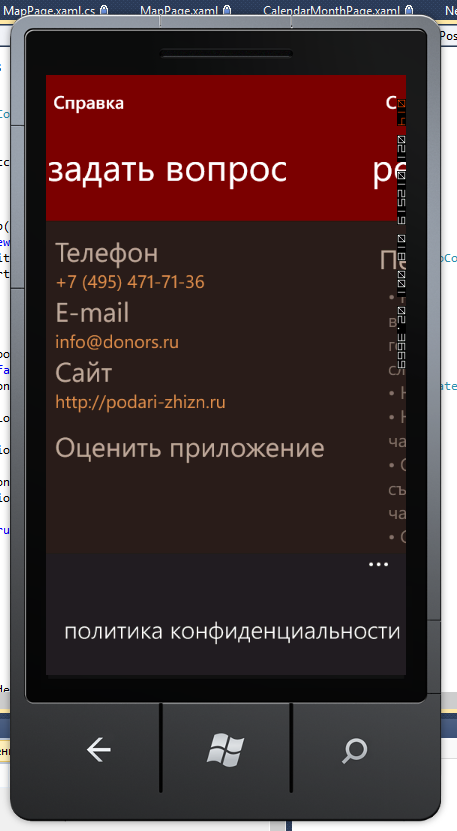 MapPage.xaml.cs MapPage.xaml CalendarMonthPage.xaml
Справка
задать вопрос
Телефон
+7 (495) 471-71-36
E-mail
info@donors.ru
Сайт
http://podari-zhizn.ru
Оценить приложение
политика конфиденциальности